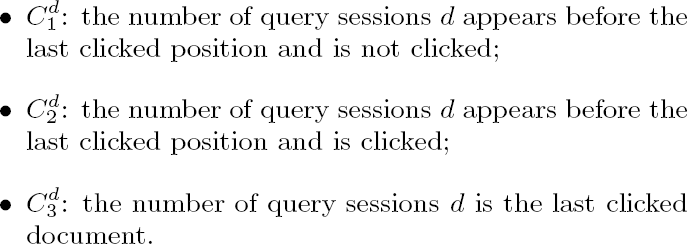 • $C_1^d$: the number of query sessions $d$ appears before the
last clicked position and is not clicked;
• $C_2^d$: the number of query sessions $d$ appears before the
last clicked position and is clicked;
• $C_3^d$: the number of query sessions $d$ is the last clicked
document.